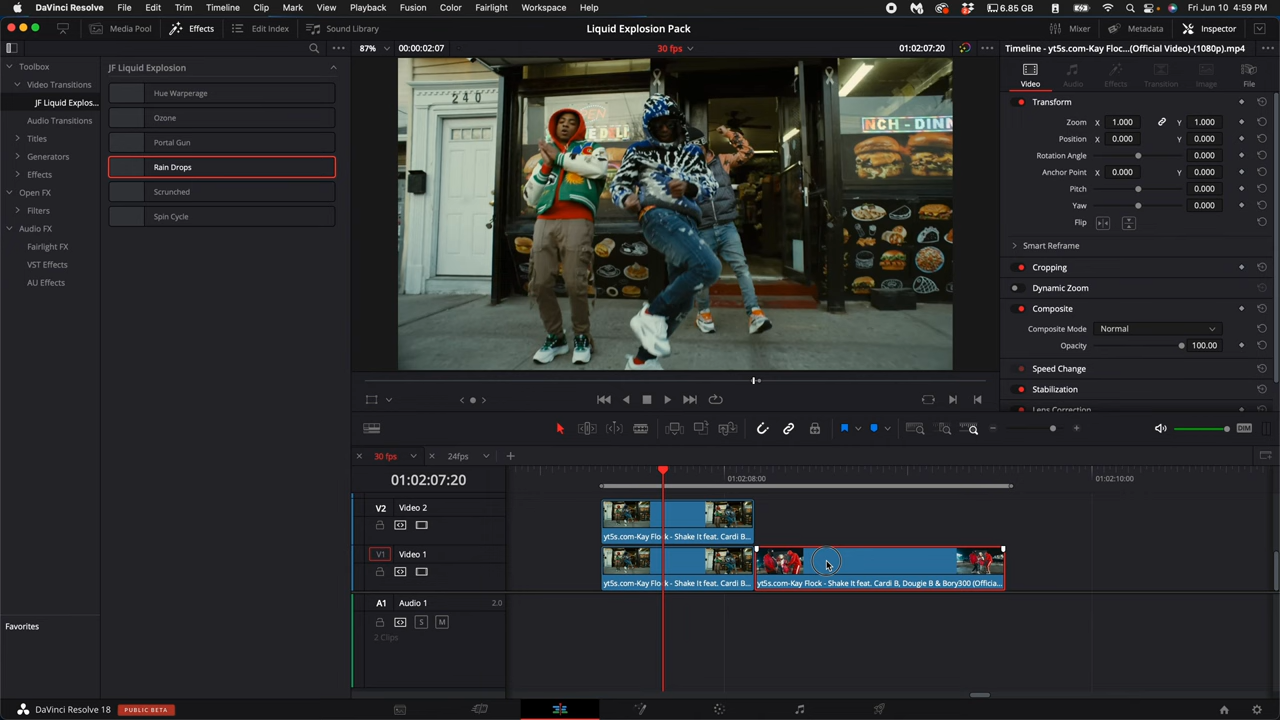 DaVinci Resolve File Edit Trim Timeline Clip Mark View Playback Fusion Color Fairlight Workspace Help 6.85 GB Fri Jun 10 4:59 PM
Media Pool Effects Edit Index Sound Library Liquid Explosion Pack Mixer Metadata Inspector
87% 00:00:02:07 30 fps 01:02:07:20 Timeline - yt5s.com-Kay Floc...(Official Video)-(1080p).mp4
Toolbox
Video Transitions
JF Liquid Explos...
Audio Transitions
Titles
Generators
Effects
Open FX
Filters
Audio FX
Fairlight FX
VST Effects
AU Effects
Favorites
JF Liquid Explosion
Hue Warperage
Ozone
Portal Gun
Rain Drops
Scrunched
Spin Cycle
240
OPEN
DELI
NCH - DINN
Video Audio Effects Transition Image File
Transform
Zoom X 1.000 Y 1.000
Position X 0.000 Y 0.000
Rotation Angle 0.000
Anchor Point X 0.000 Y 0.000
Pitch 0.000
Yaw 0.000
Flip
Smart Reframe
Cropping
Dynamic Zoom
Composite
Composite Mode Normal
Opacity 100.00
Speed Change
Stabilization
Lens Correction
DIM
30 fps 24fps
01:02:07:20 01:02:08:00 01:02:10:00
V2 Video 2
yt5s.com-Kay Flock - Shake It feat. Cardi B...
V1 Video 1
yt5s.com-Kay Flock - Shake It feat. Cardi B... yt5s.com-Kay Flock - Shake It feat. Cardi B, Dougie B & Bory300 (Officia...
A1 Audio 1 2.0
S M
2 Clips
DaVinci Resolve 18 PUBLIC BETA